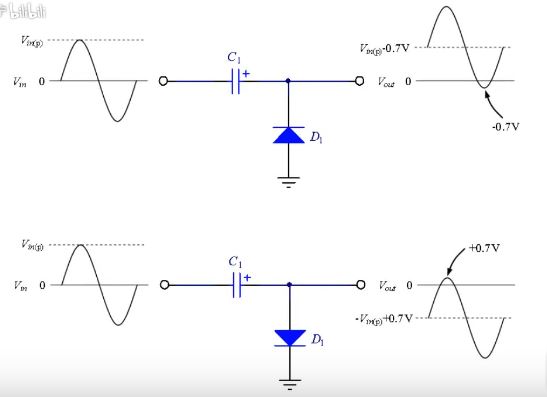 bilibili
Vin(p)
Vin 0
C1
+
D1
Vin(p)-0.7V
Vout 0
-0.7V
Vin(p)
Vin 0
C1
+
D1
+0.7V
Vout 0
-Vin(p)+0.7V